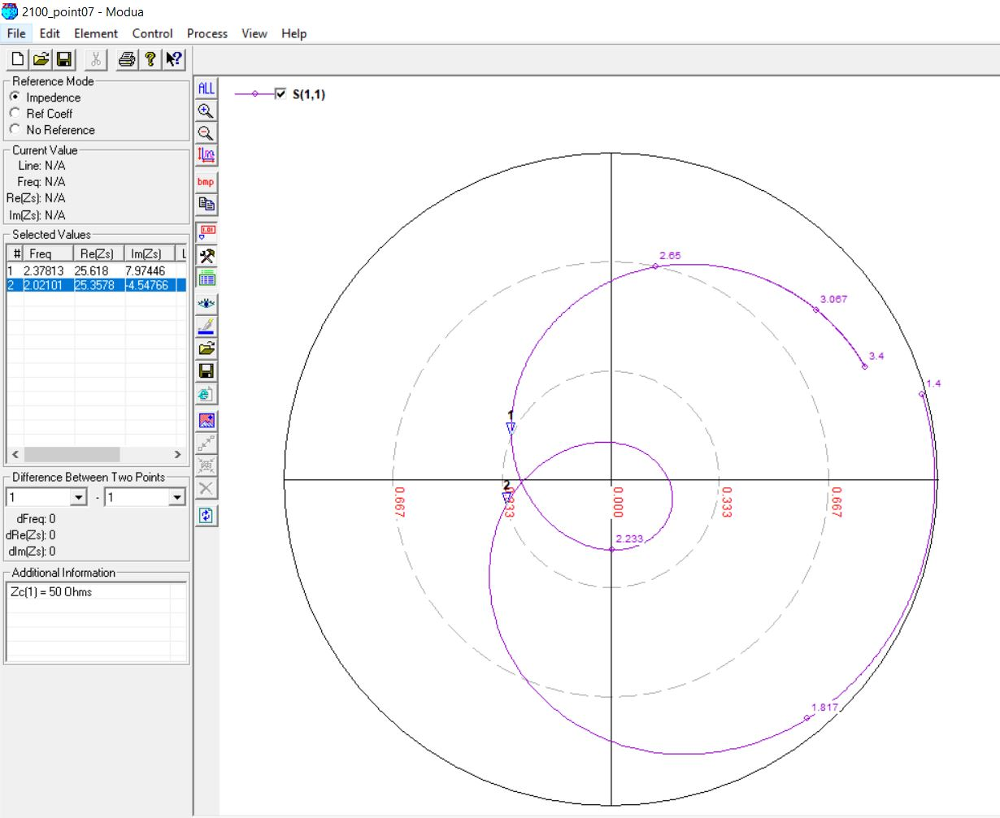 2100_point07 - Modua
File Edit Element Control Process View Help
Reference Mode
Impedence
Ref Coeff
No Reference
Current Value
Line: N/A
Freq: N/A
Re(Zs): N/A
Im(Zs): N/A
Selected Values
# Freq Re(Zs) Im(Zs) L
1 2.37813 25.618 7.97446
2 2.02101 25.3578 -4.54766
Difference Between Two Points
1 - 1
dFreq: 0
dRe(Zs): 0
dIm(Zs): 0
Additional Information
Zc(1) = 50 Ohms
ALL
bmp
1.01
S(1,1)
2.65
3.067
3.4
1.4
1
2
0.667
0.333
0.000
0.333
0.667
2.233
1.817